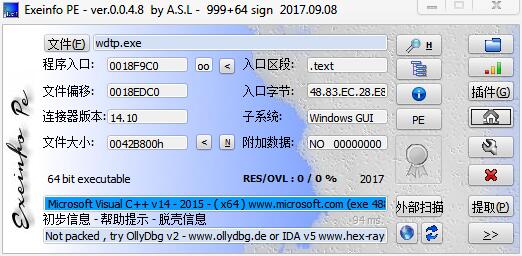 Exeinfo PE - ver.0.0.4.8 by A.S.L - 999+64 sign 2017.09.08
文件(F) wdtp.exe H
程序入口: 0018F9C0 oo < 入口区段: .text
文件偏移: 0018EDC0 入口字节: 48.83.EC.28.E8
插件(G)
连接器版本: 14.10 子系统: Windows GUI PE
文件大小: 0042B800h < N 附加数据: NO 00000000
64 bit executable RES/OVL : 0 / 0 % 2017
Microsoft Visual C++ v14 - 2015 - ( x64 ) www.microsoft.com (exe 48 外部扫描 提取(P)
初步信息 - 帮助提示 - 脱壳信息 94 ms.
Not packed , try OllyDbg v2 - www.ollydbg.de or IDA v5 www.hex-ray >>
Exeinfo Pe